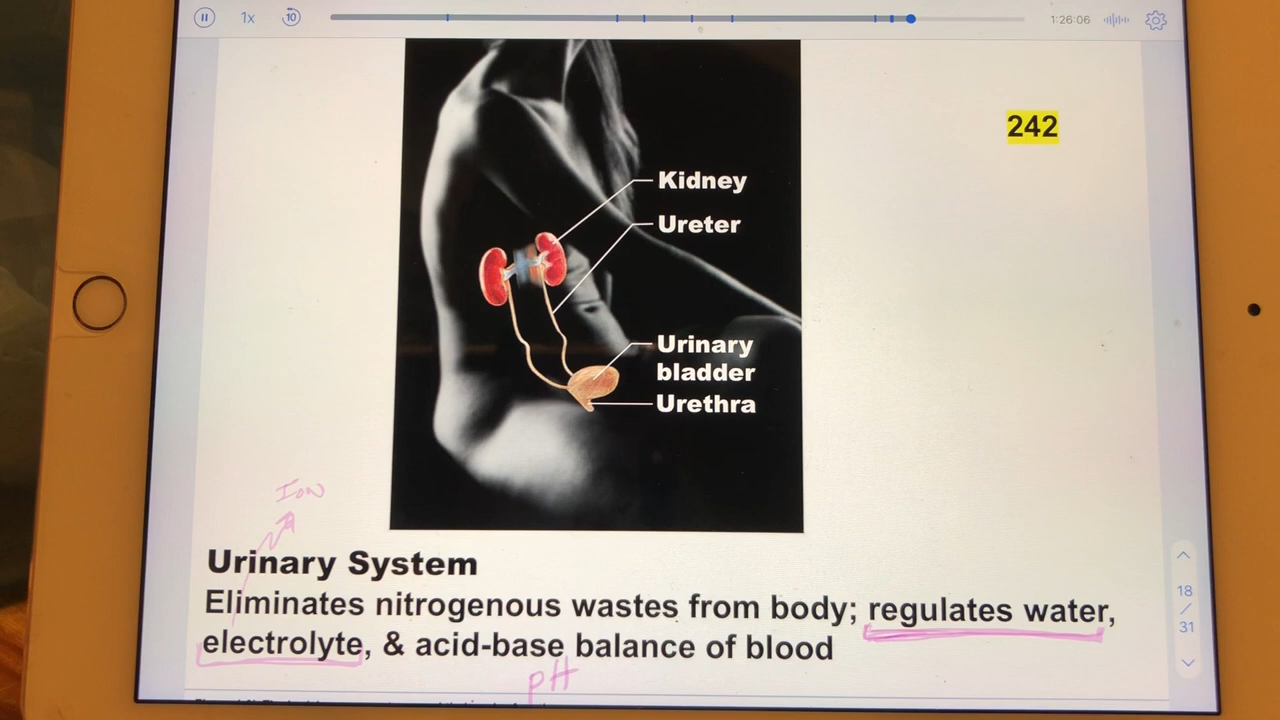 1x
10
1:26:06
242
Kidney
Ureter
Urinary
bladder
Urethra
Ion
Urinary System
Eliminates nitrogenous wastes from body; regulates water,
electrolyte, & acid-base balance of blood
pH
18
/
31